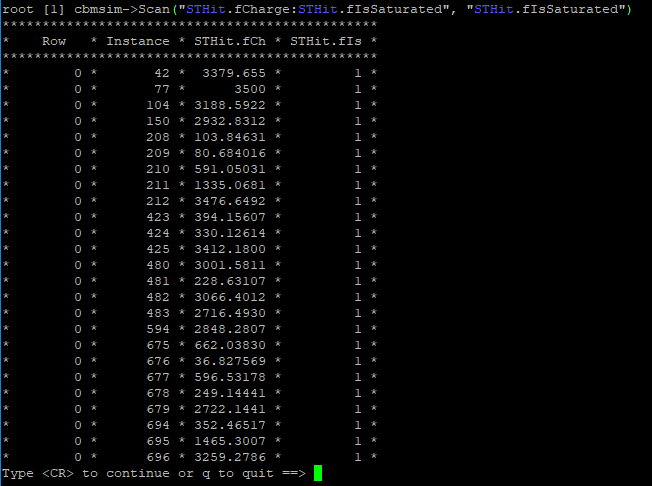 root [1] cbmsim->Scan("STHit.fCharge:STHit.fIsSaturated", "STHit.fIsSaturated")
************************************************
*    Row   * Instance * STHit.fCh * STHit.fIs *
************************************************
*        0 *       42 *  3379.655 *         1 *
*        0 *       77 *      3500 *         1 *
*        0 *      104 * 3188.5922 *         1 *
*        0 *      150 * 2932.8312 *         1 *
*        0 *      208 * 103.84631 *         1 *
*        0 *      209 * 80.684016 *         1 *
*        0 *      210 * 591.05031 *         1 *
*        0 *      211 * 1335.0681 *         1 *
*        0 *      212 * 3476.6492 *         1 *
*        0 *      423 * 394.15607 *         1 *
*        0 *      424 * 330.12614 *         1 *
*        0 *      425 * 3412.1800 *         1 *
*        0 *      480 * 3001.5811 *         1 *
*        0 *      481 * 228.63107 *         1 *
*        0 *      482 * 3066.4012 *         1 *
*        0 *      483 * 2716.4930 *         1 *
*        0 *      594 * 2848.2807 *         1 *
*        0 *      675 * 662.03830 *         1 *
*        0 *      676 * 36.827569 *         1 *
*        0 *      677 * 596.53178 *         1 *
*        0 *      678 * 249.14441 *         1 *
*        0 *      679 * 2722.1441 *         1 *
*        0 *      694 * 352.46517 *         1 *
*        0 *      695 * 1465.3007 *         1 *
*        0 *      696 * 3259.2786 *         1 *
Type <CR> to continue or q to quit ==>